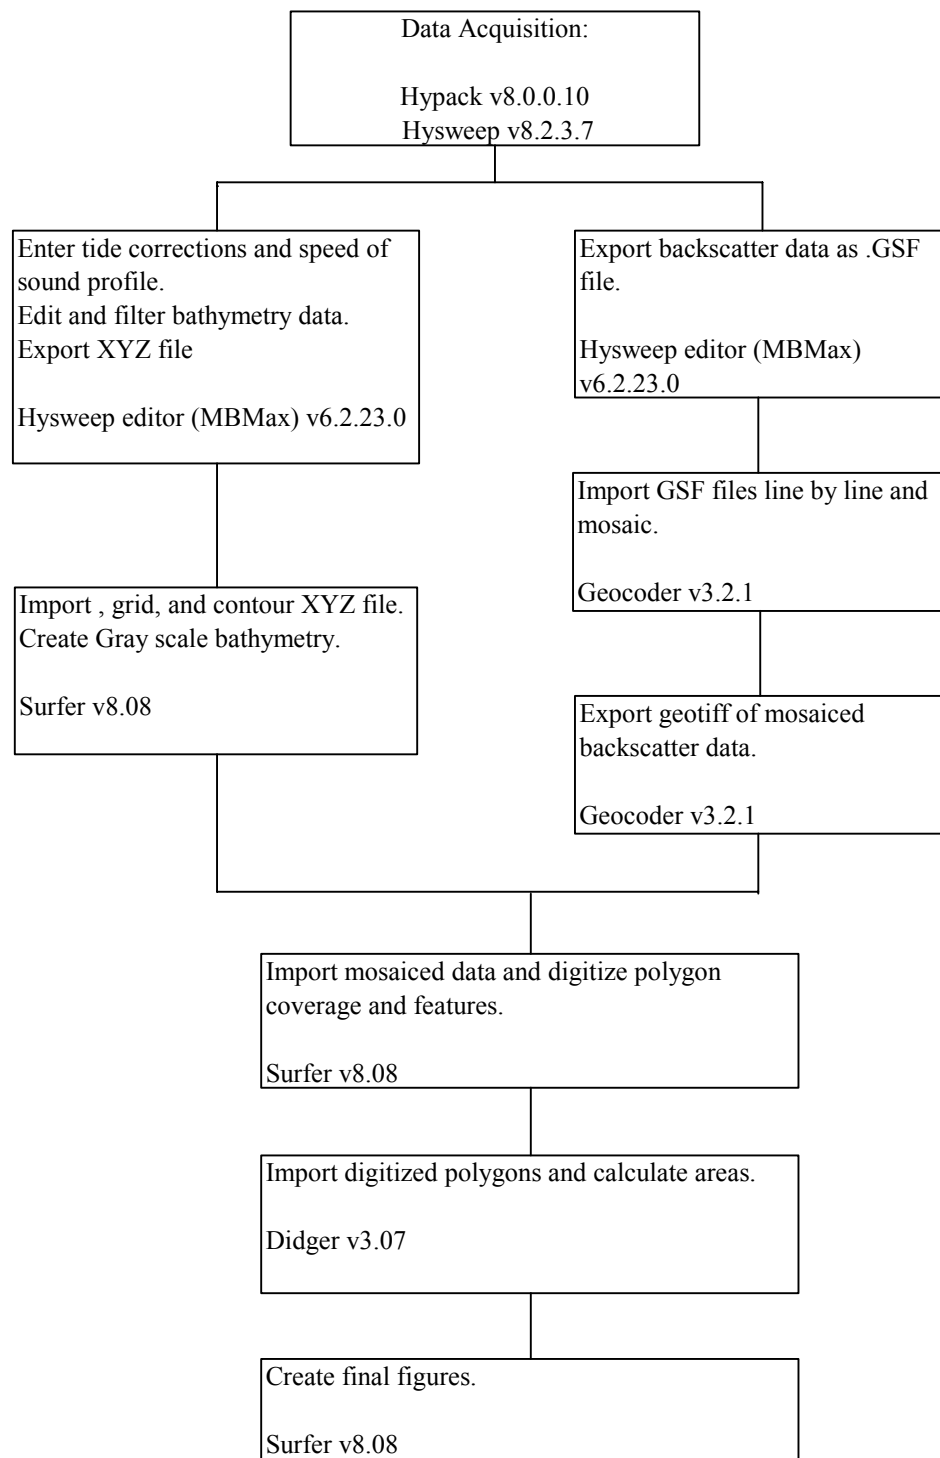 Data Acquisition:
Hypack v8.0.0.10
Hysweep v8.2.3.7
Enter tide corrections and speed of
sound profile.
Edit and filter bathymetry data.
Export XYZ file
Hysweep editor (MBMax) v6.2.23.0
Export backscatter data as .GSF
file.
Hysweep editor (MBMax)
v6.2.23.0
Import GSF files line by line and
mosaic.
Geocoder v3.2.1
Import , grid, and contour XYZ file.
Create Gray scale bathymetry.
Surfer v8.08
Export geotiff of mosaiced
backscatter data.
Geocoder v3.2.1
Import mosaiced data and digitize polygon
coverage and features.
Surfer v8.08
Import digitized polygons and calculate areas.
Didger v3.07
Create final figures.
Surfer v8.08